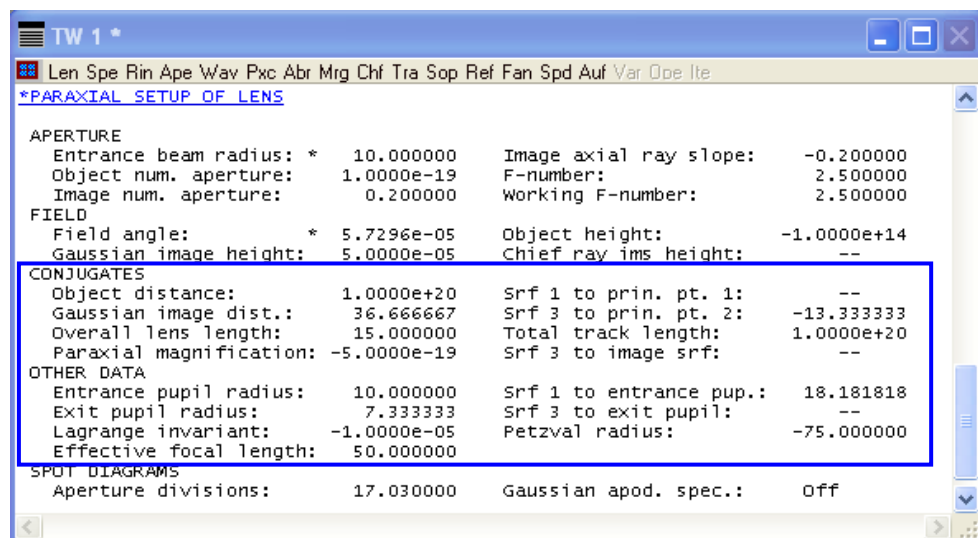 TW 1 *
Len Spe Rin Ape Wav Pxc Abr Mrg Chf Tra Sop Ref Fan Spd Auf Var Ope Ite
*PARAXIAL SETUP OF LENS
APERTURE
Entrance beam radius: * 10.000000 Image axial ray slope: -0.200000
Object num. aperture: 1.0000e-19 F-number: 2.500000
Image num. aperture: 0.200000 Working F-number: 2.500000
FIELD
Field angle: * 5.7296e-05 Object height: -1.0000e+14
Gaussian image height: 5.0000e-05 Chief ray ims height: --
CONJUGATES
Object distance: 1.0000e+20 Srf 1 to prin. pt. 1: --
Gaussian image dist.: 36.666667 Srf 3 to prin. pt. 2: -13.333333
Overall lens length: 15.000000 Total track length: 1.0000e+20
Paraxial magnification: -5.0000e-19 Srf 3 to image srf: --
OTHER DATA
Entrance pupil radius: 10.000000 Srf 1 to entrance pup.: 18.181818
Exit pupil radius: 7.333333 Srf 3 to exit pupil: --
Lagrange invariant: -1.0000e-05 Petzval radius: -75.000000
Effective focal length: 50.000000
SPOT DIAGRAMS
Aperture divisions: 17.030000 Gaussian apod. spec.: Off